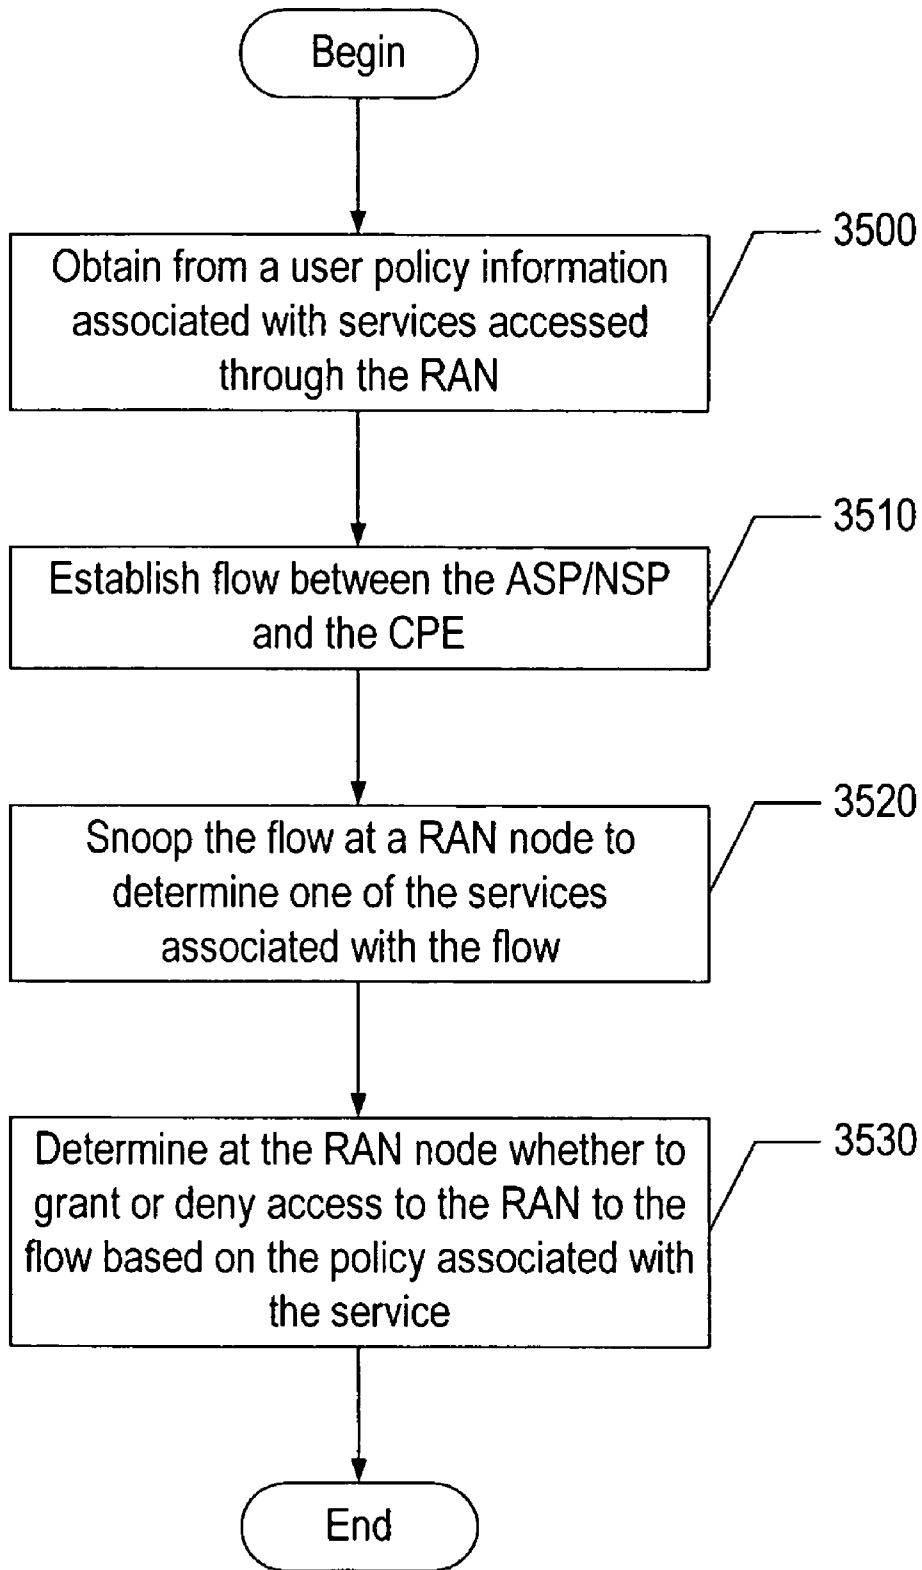 Begin
3500
Obtain from a user policy information
associated with services accessed
through the RAN
3510
Establish flow between the ASP/NSP
and the CPE
3520
Snoop the flow at a RAN node to
determine one of the services
associated with the flow
3530
Determine at the RAN node whether to
grant or deny access to the RAN to the
flow based on the policy associated with
the service
End